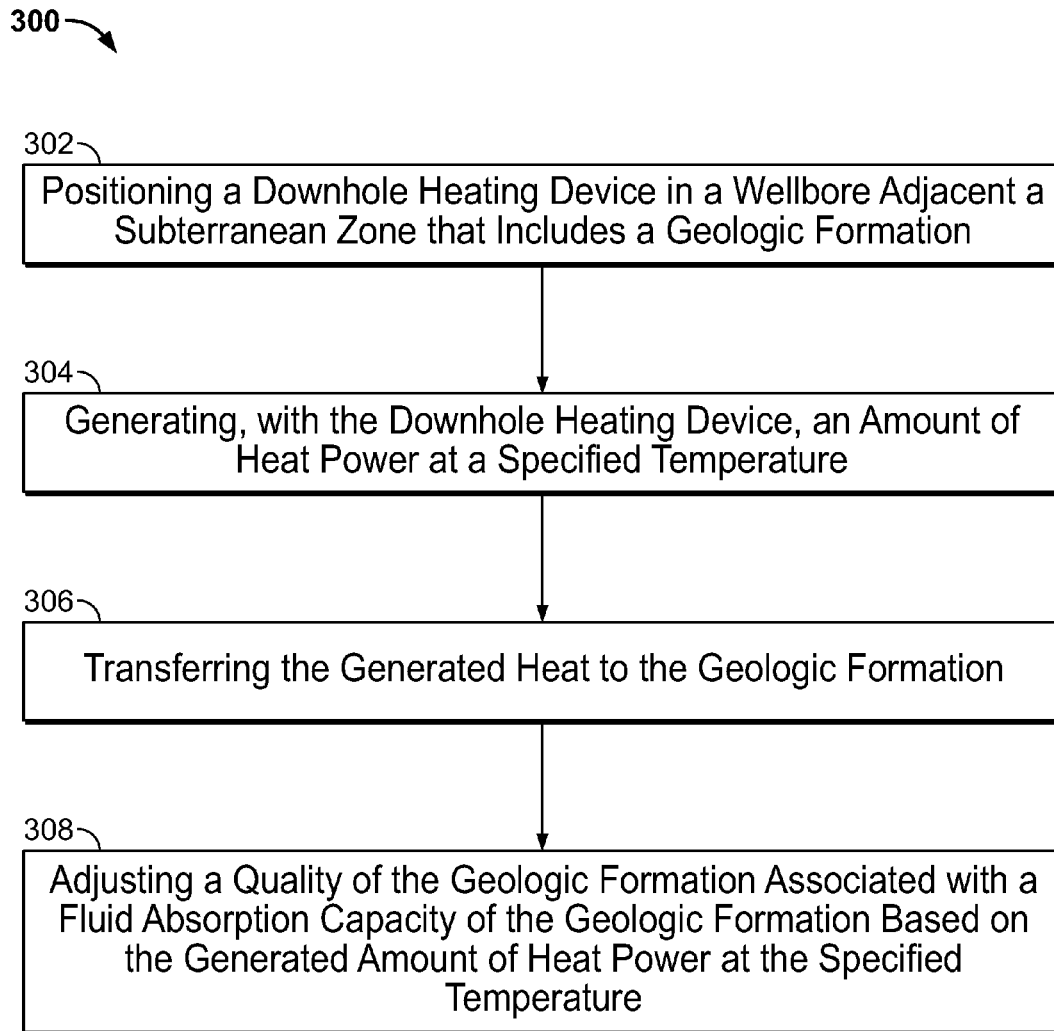 300
302
Positioning a Downhole Heating Device in a Wellbore Adjacent a
Subterranean Zone that Includes a Geologic Formation
304
Generating, with the Downhole Heating Device, an Amount of
Heat Power at a Specified Temperature
306
Transferring the Generated Heat to the Geologic Formation
308
Adjusting a Quality of the Geologic Formation Associated with a
Fluid Absorption Capacity of the Geologic Formation Based on
the Generated Amount of Heat Power at the Specified
Temperature